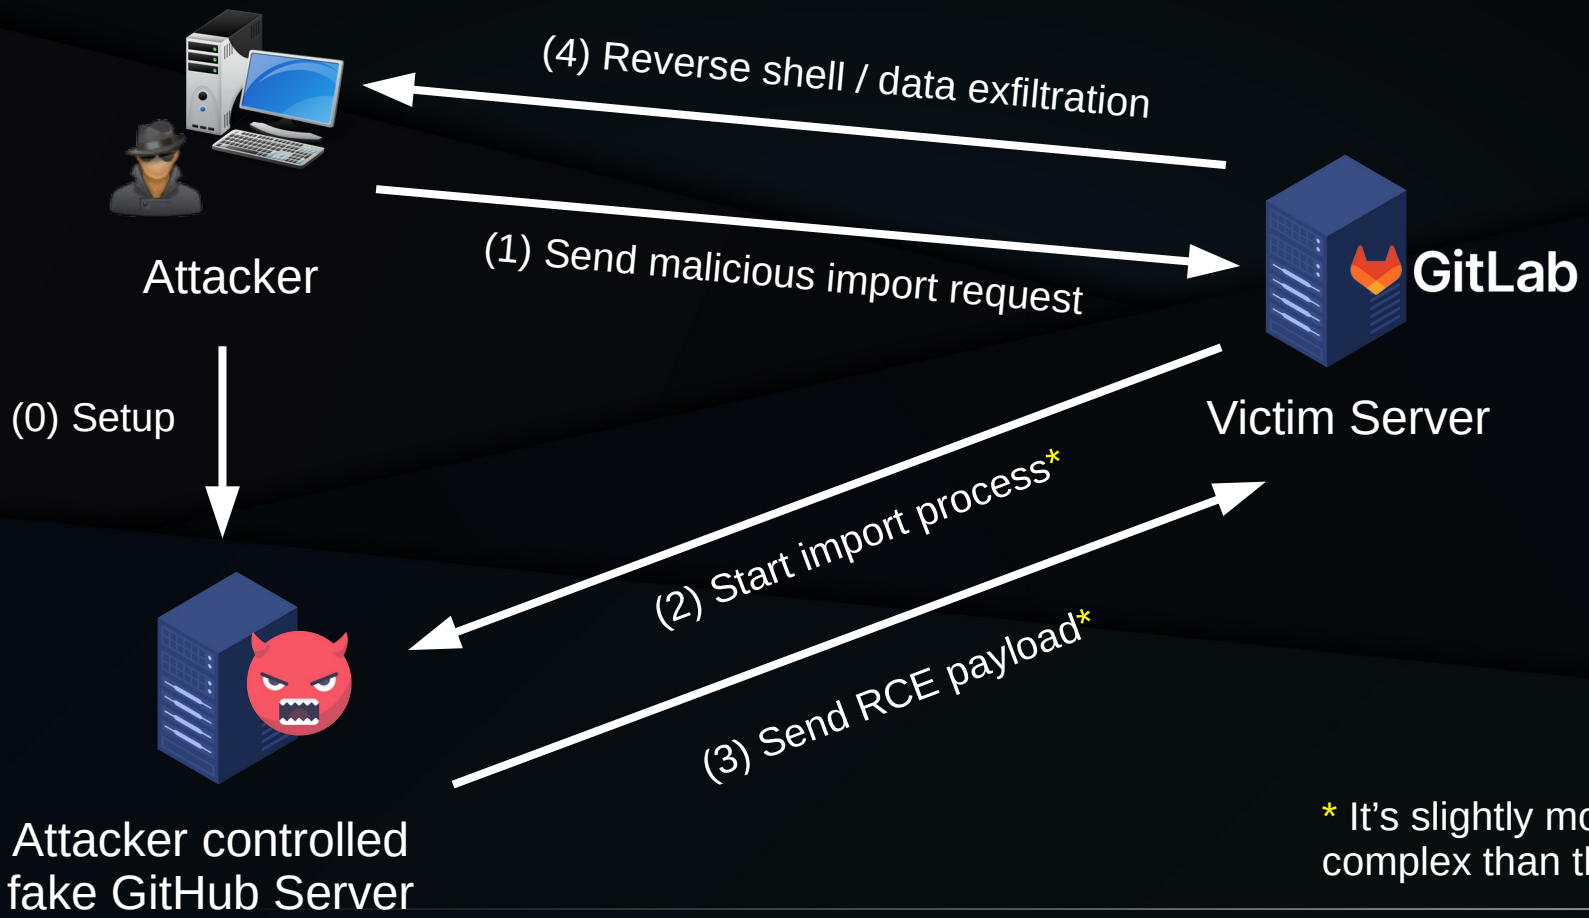 (4) Reverse shell / data exfiltration
(1) Send malicious import request
Attacker
GitLab
(0) Setup
Victim Server
(2) Start import process*
(3) Send RCE payload*
Attacker controlled
fake GitHub Server
* It’s slightly
complex than